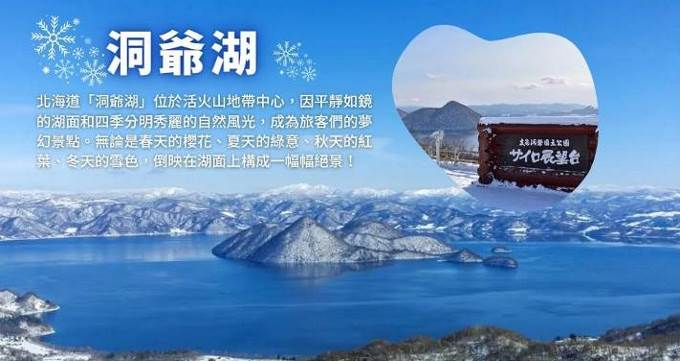 洞爺湖
北海道「洞爺湖」位於活火山地帶中心，因平靜如鏡
的湖面和四季分明秀麗的自然風光，成為旅客們的夢
幻景點。無論是春天的櫻花、夏天的綠意、秋天的紅
葉、冬天的雪色，倒映在湖面上構成一幅幅絕景！
サイロ展望台